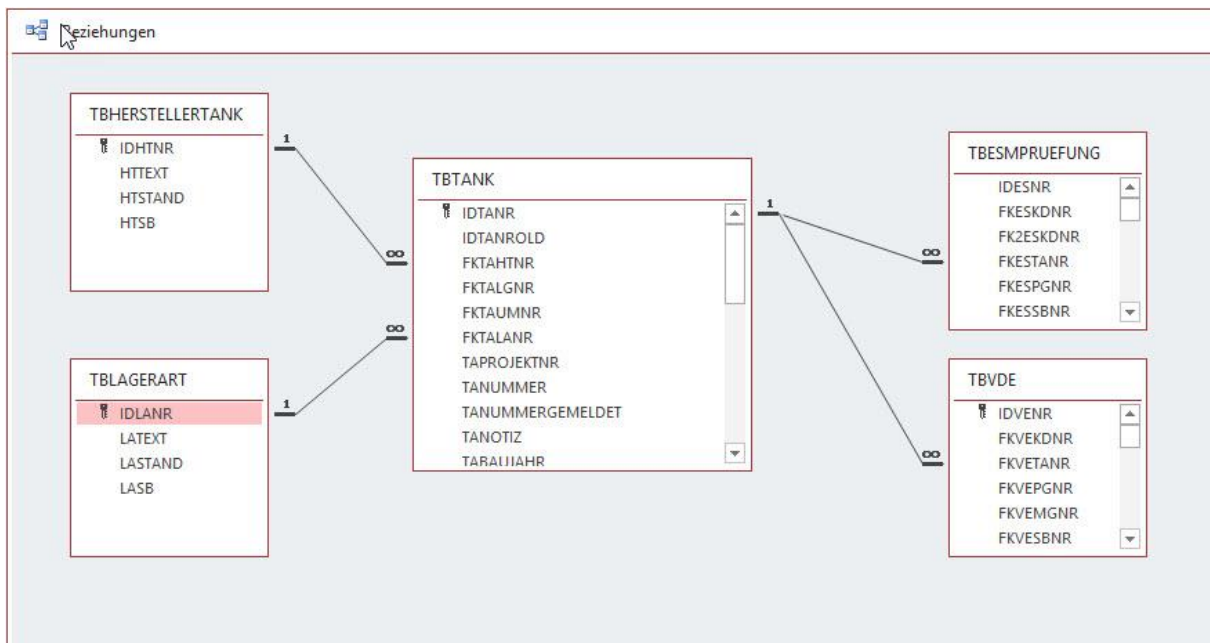 Beziehungen
TBHERSTELLERTANK
IDHTNR
HTTEXT
HTSTAND
HTSB
1
∞
TBLAGERART
IDLANR
LATEXT
LASTAND
LASB
1
∞
TBTANK
IDTANR
IDTANROLD
FKTAHTNR
FKTALGNR
FKTAUMNR
FKTALANR
TAPROJEKTNR
TANUMMER
TANUMMERGEMELDET
TANOTIZ
TABAUJAHR
1
∞
TBESMPRUEFUNG
IDESNR
FKESKDNR
FK2ESKDNR
FKESTANR
FKESPGNR
FKESSBNR
∞
TBVDE
IDVENR
FKVEKDNR
FKVETANR
FKVEPGNR
FKVEMGNR
FKVESBNR